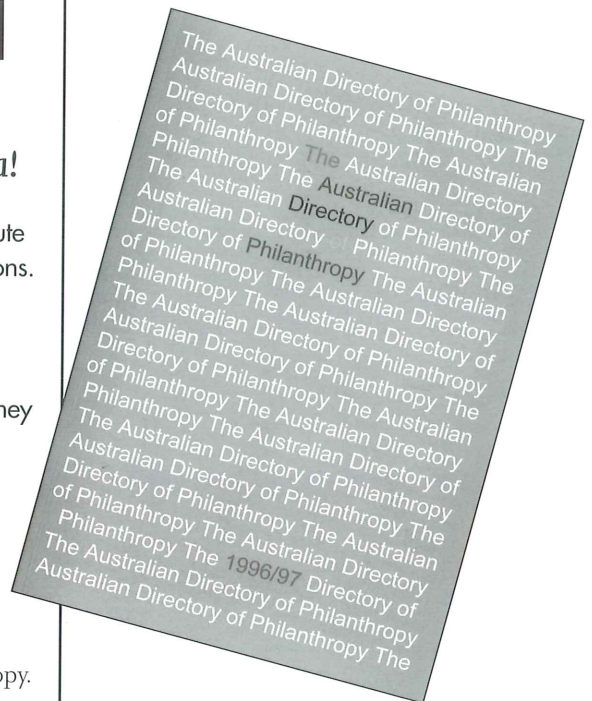 a!
ute
ons.
ney
opy.
The Australian Directory of Philanthropy
Australian Directory of Philanthropy The
Directory of Philanthropy The Australian
of Philanthropy The Australian Directory
Philanthropy The Australian Directory of
The Australian Directory of Philanthropy
Australian Directory of Philanthropy The
Directory of Philanthropy The Australian
of Philanthropy The Australian Directory
Philanthropy The Australian Directory of
The Australian Directory of Philanthropy
Australian Directory of Philanthropy The
Directory of Philanthropy The Australian
of Philanthropy The Australian Directory
Philanthropy The Australian Directory of
The Australian Directory of Philanthropy
Australian Directory of Philanthropy The
Directory of Philanthropy The Australian
of Philanthropy The Australian Directory
Philanthropy The 1996/97 Directory of
The Australian Directory of Philanthropy
Australian Directory of Philanthropy The